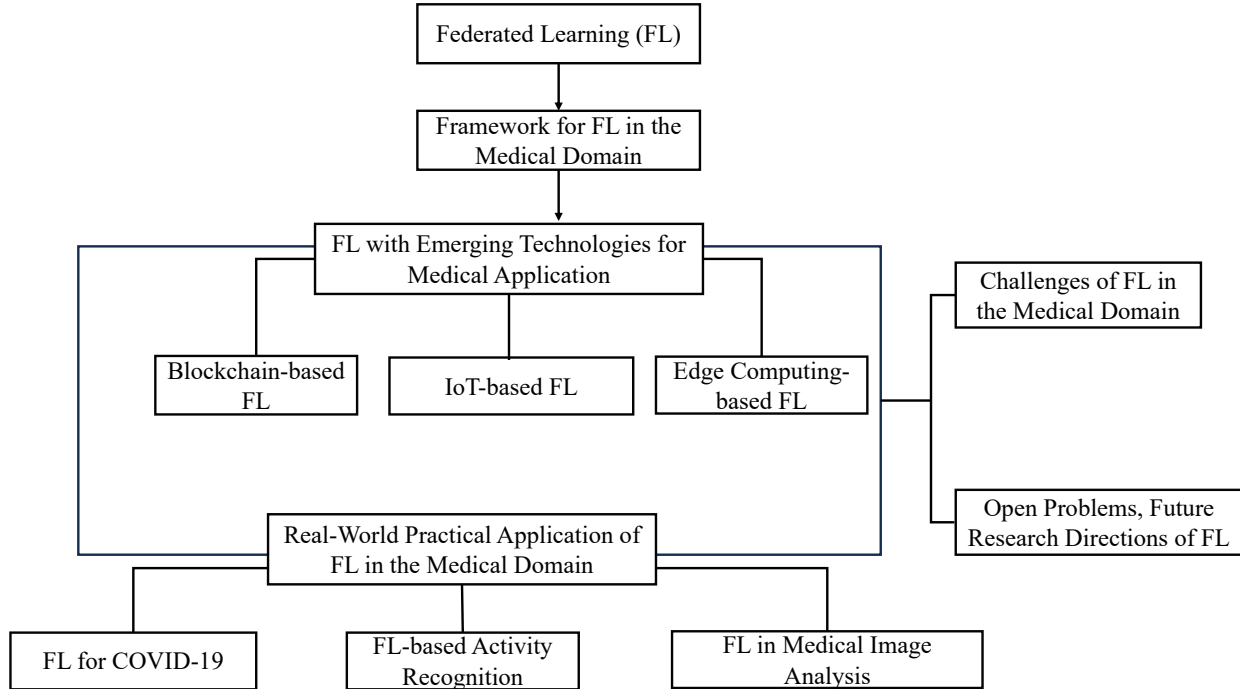 Federated Learning (FL)
Framework for FL in the
Medical Domain
FL with Emerging Technologies for
Medical Application
Blockchain-based
FL
IoT-based FL
Edge Computing-
based FL
Challenges of FL in
the Medical Domain
Open Problems, Future
Research Directions of FL
Real-World Practical Application of
FL in the Medical Domain
FL for COVID-19
FL-based Activity
Recognition
FL in Medical Image
Analysis